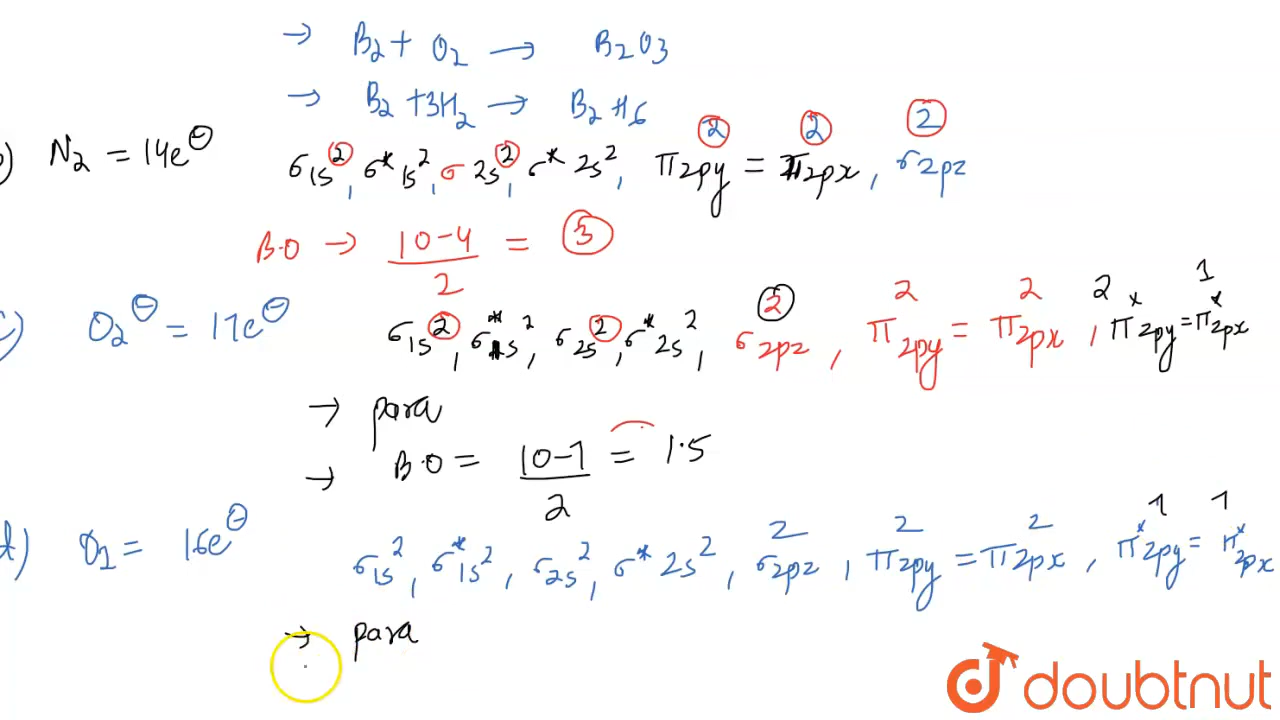 → B₂ + O₂ → B₂O₃
→ B₂ + 3H₂ → B₂H₆
) N₂ = 14e⊖ σ1s², σ*1s², σ2s², σ*2s², π2py² = π2px², σ2pz²
B.O → 10-4/2 = 3
c) O₂⊖ = 17e⊖ σ1s², σ*1s², σ2s², σ*2s², σ2pz², π2py² = π2px², π*2py² = π*2px¹
→ para
→ B.O = 10-7/2 = 1.5
d) O₂ = 16e⊖ σ1s², σ*1s², σ2s², σ*2s², σ2pz², π2py² = π2px², π*2py¹ = π*2px¹
→ para
doubtnut